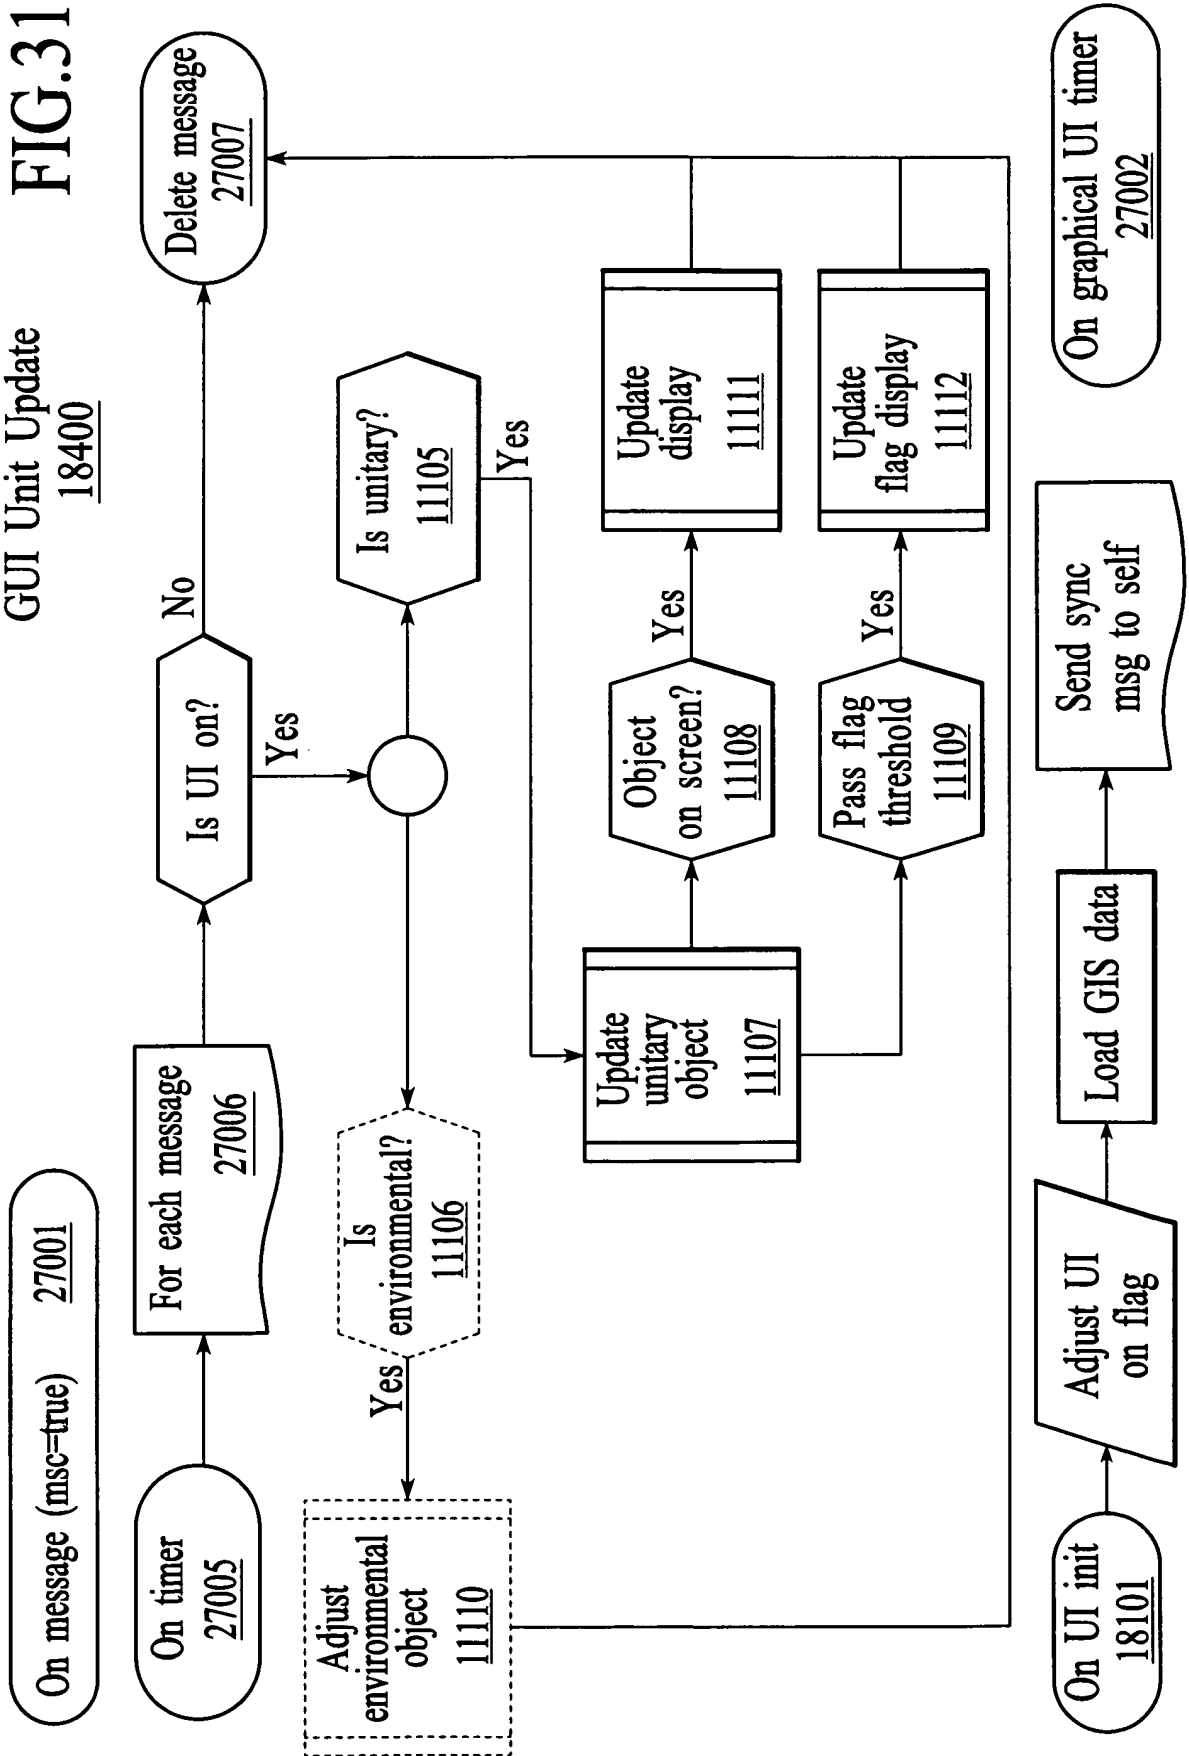 FIG.31
GUI Unit Update
18400
On message (msc=true) 27001
On timer
27005
For each message
27006
Is UI on?
No
Yes
Delete message
27007
Adjust
environmental
object
11110
Yes
Is
environmental?
11106
Is unitary?
11105
Yes
Update
unitary
object
11107
Object
on screen?
11108
Yes
Update
display
11111
Pass flag
threshold
11109
Yes
Update
flag display
11112
On UI init
18101
Adjust UI
on flag
Load GIS data
Send sync
msg to self
On graphical UI timer
27002